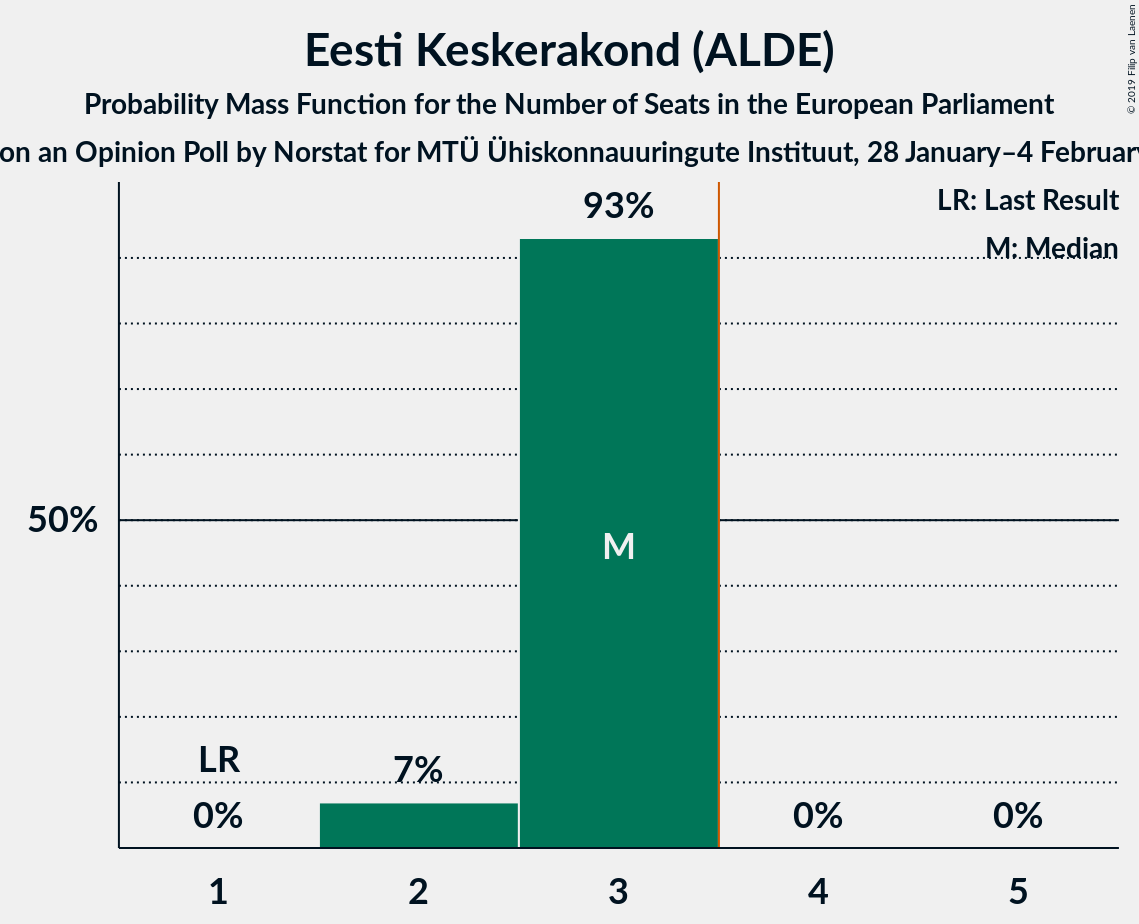 Eesti Keskerakond (ALDE)
Probability Mass Function for the Number of Seats in the European Parliament
on an Opinion Poll by Norstat for MTÜ Ühiskonnauuringute Instituut, 28 January–4 February
© 2019 Filip van Laenen
LR: Last Result
M: Median
93%
50%
M
LR
7%
0%
0%
0%
1
2
3
4
5